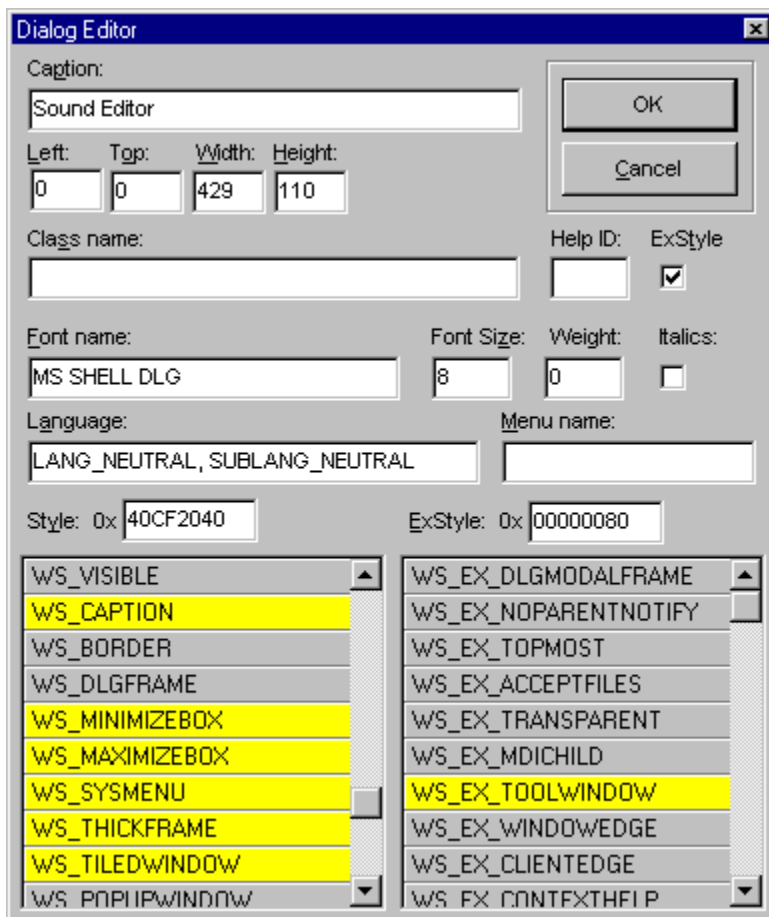 Dialog Editor
Caption:
Sound Editor
OK
Left: Top: Width: Height:
0 0 429 110
Cancel
Class name: Help ID: ExStyle
Font name: Font Size: Weight: Italics:
MS SHELL DLG 8 0
Language: Menu name:
LANG_NEUTRAL, SUBLANG_NEUTRAL
Style: 0x 40CF2040 ExStyle: 0x 00000080
WS_VISIBLE WS_EX_DLGMODALFRAME
WS_CAPTION WS_EX_NOPARENTNOTIFY
WS_BORDER WS_EX_TOPMOST
WS_DLGFRAME WS_EX_ACCEPTFILES
WS_MINIMIZEBOX WS_EX_TRANSPARENT
WS_MAXIMIZEBOX WS_EX_MDICHILD
WS_SYSMENU WS_EX_TOOLWINDOW
WS_THICKFRAME WS_EX_WINDOWEDGE
WS_TILEDWINDOW WS_EX_CLIENTEDGE
WS_POPUPWINDOW WS_EX_CONTEXTHELP